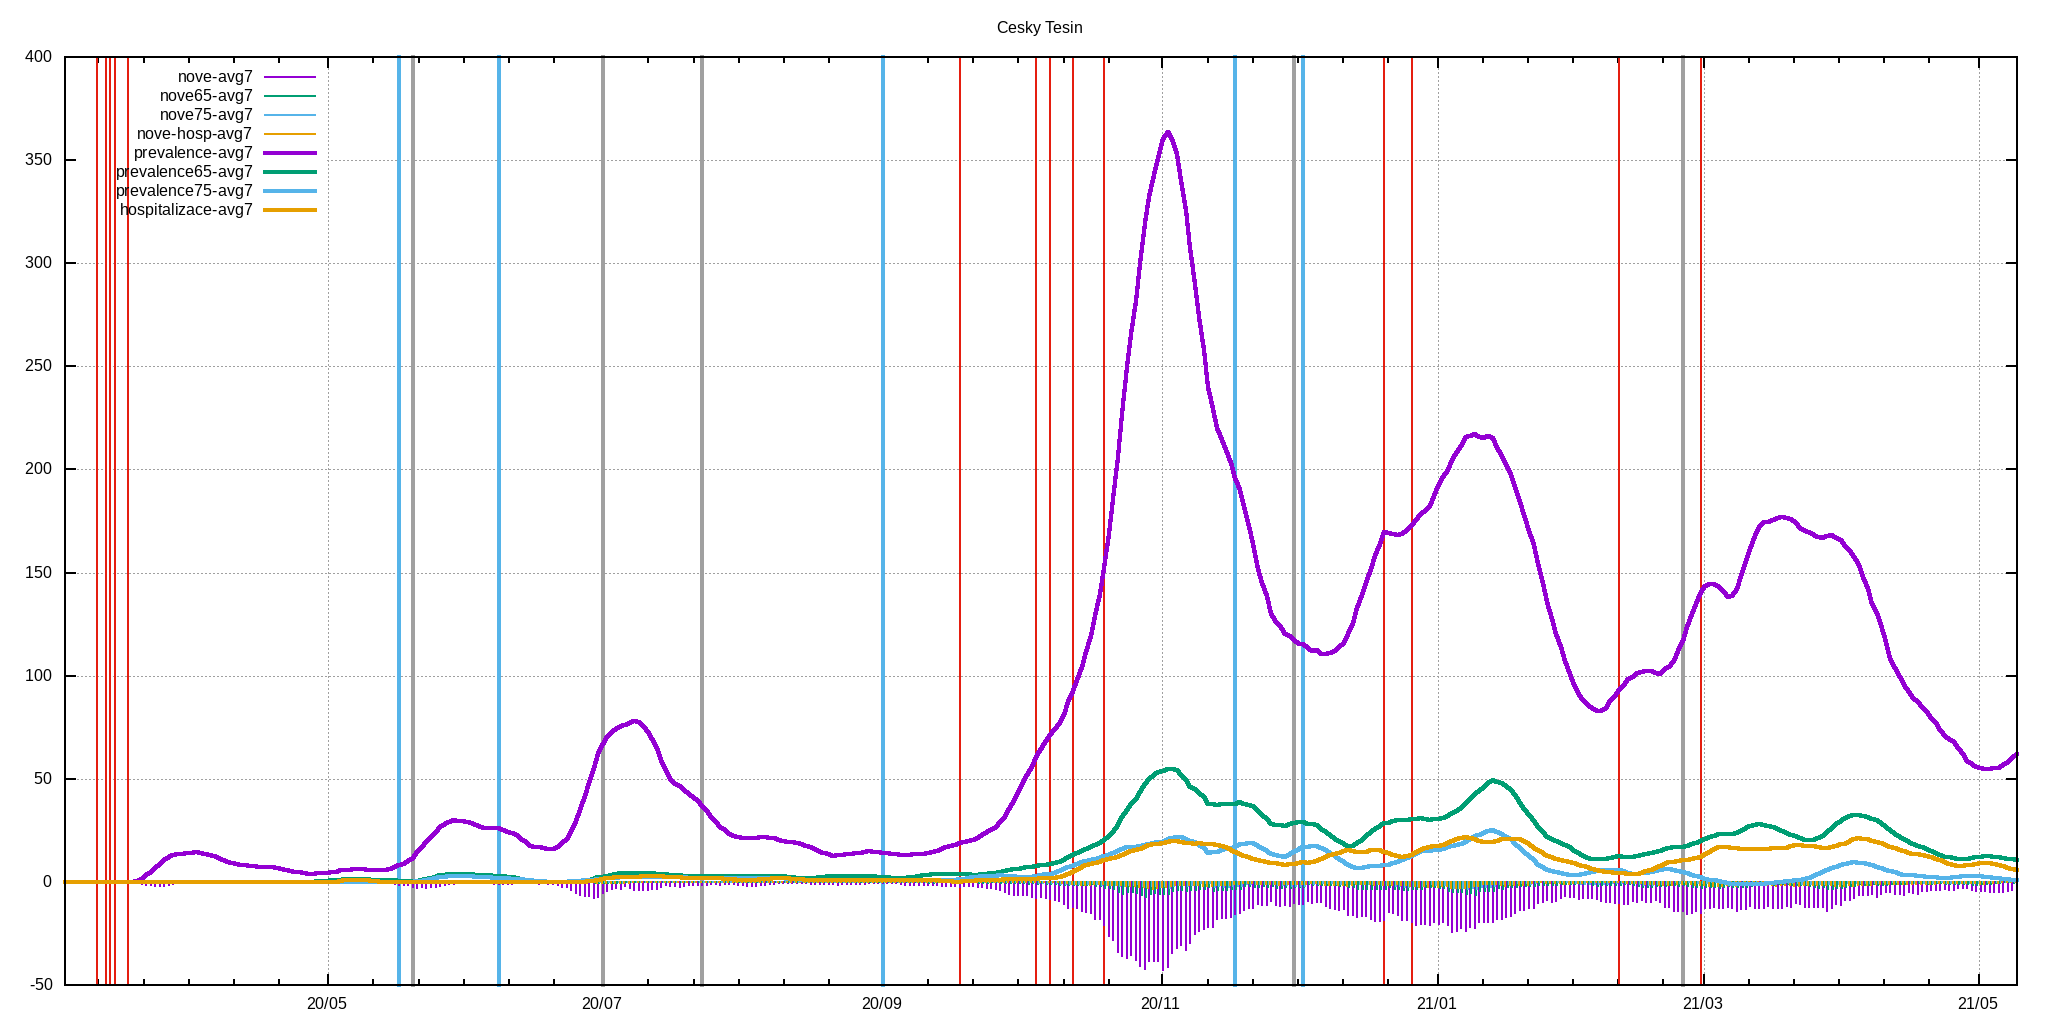 Cesky Tesin
400
350
300
250
200
150
100
50
0
-50
nove-avg7
nove65-avg7
nove75-avg7
nove-hosp-avg7
prevalence-avg7
prevalence65-avg7
prevalence75-avg7
hospitalizace-avg7
20/05 20/07 20/09 20/11 21/01 21/03 21/05